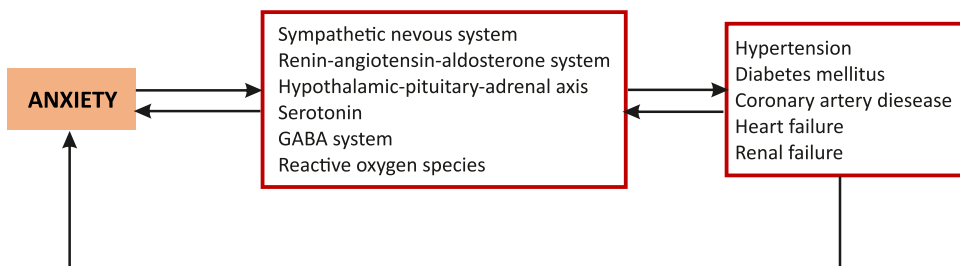 ANXIETY
Sympathetic nevous system
Renin-angiotensin-aldosterone system
Hypothalamic-pituitary-adrenal axis
Serotonin
GABA system
Reactive oxygen species
Hypertension
Diabetes mellitus
Coronary artery diesease
Heart failure
Renal failure